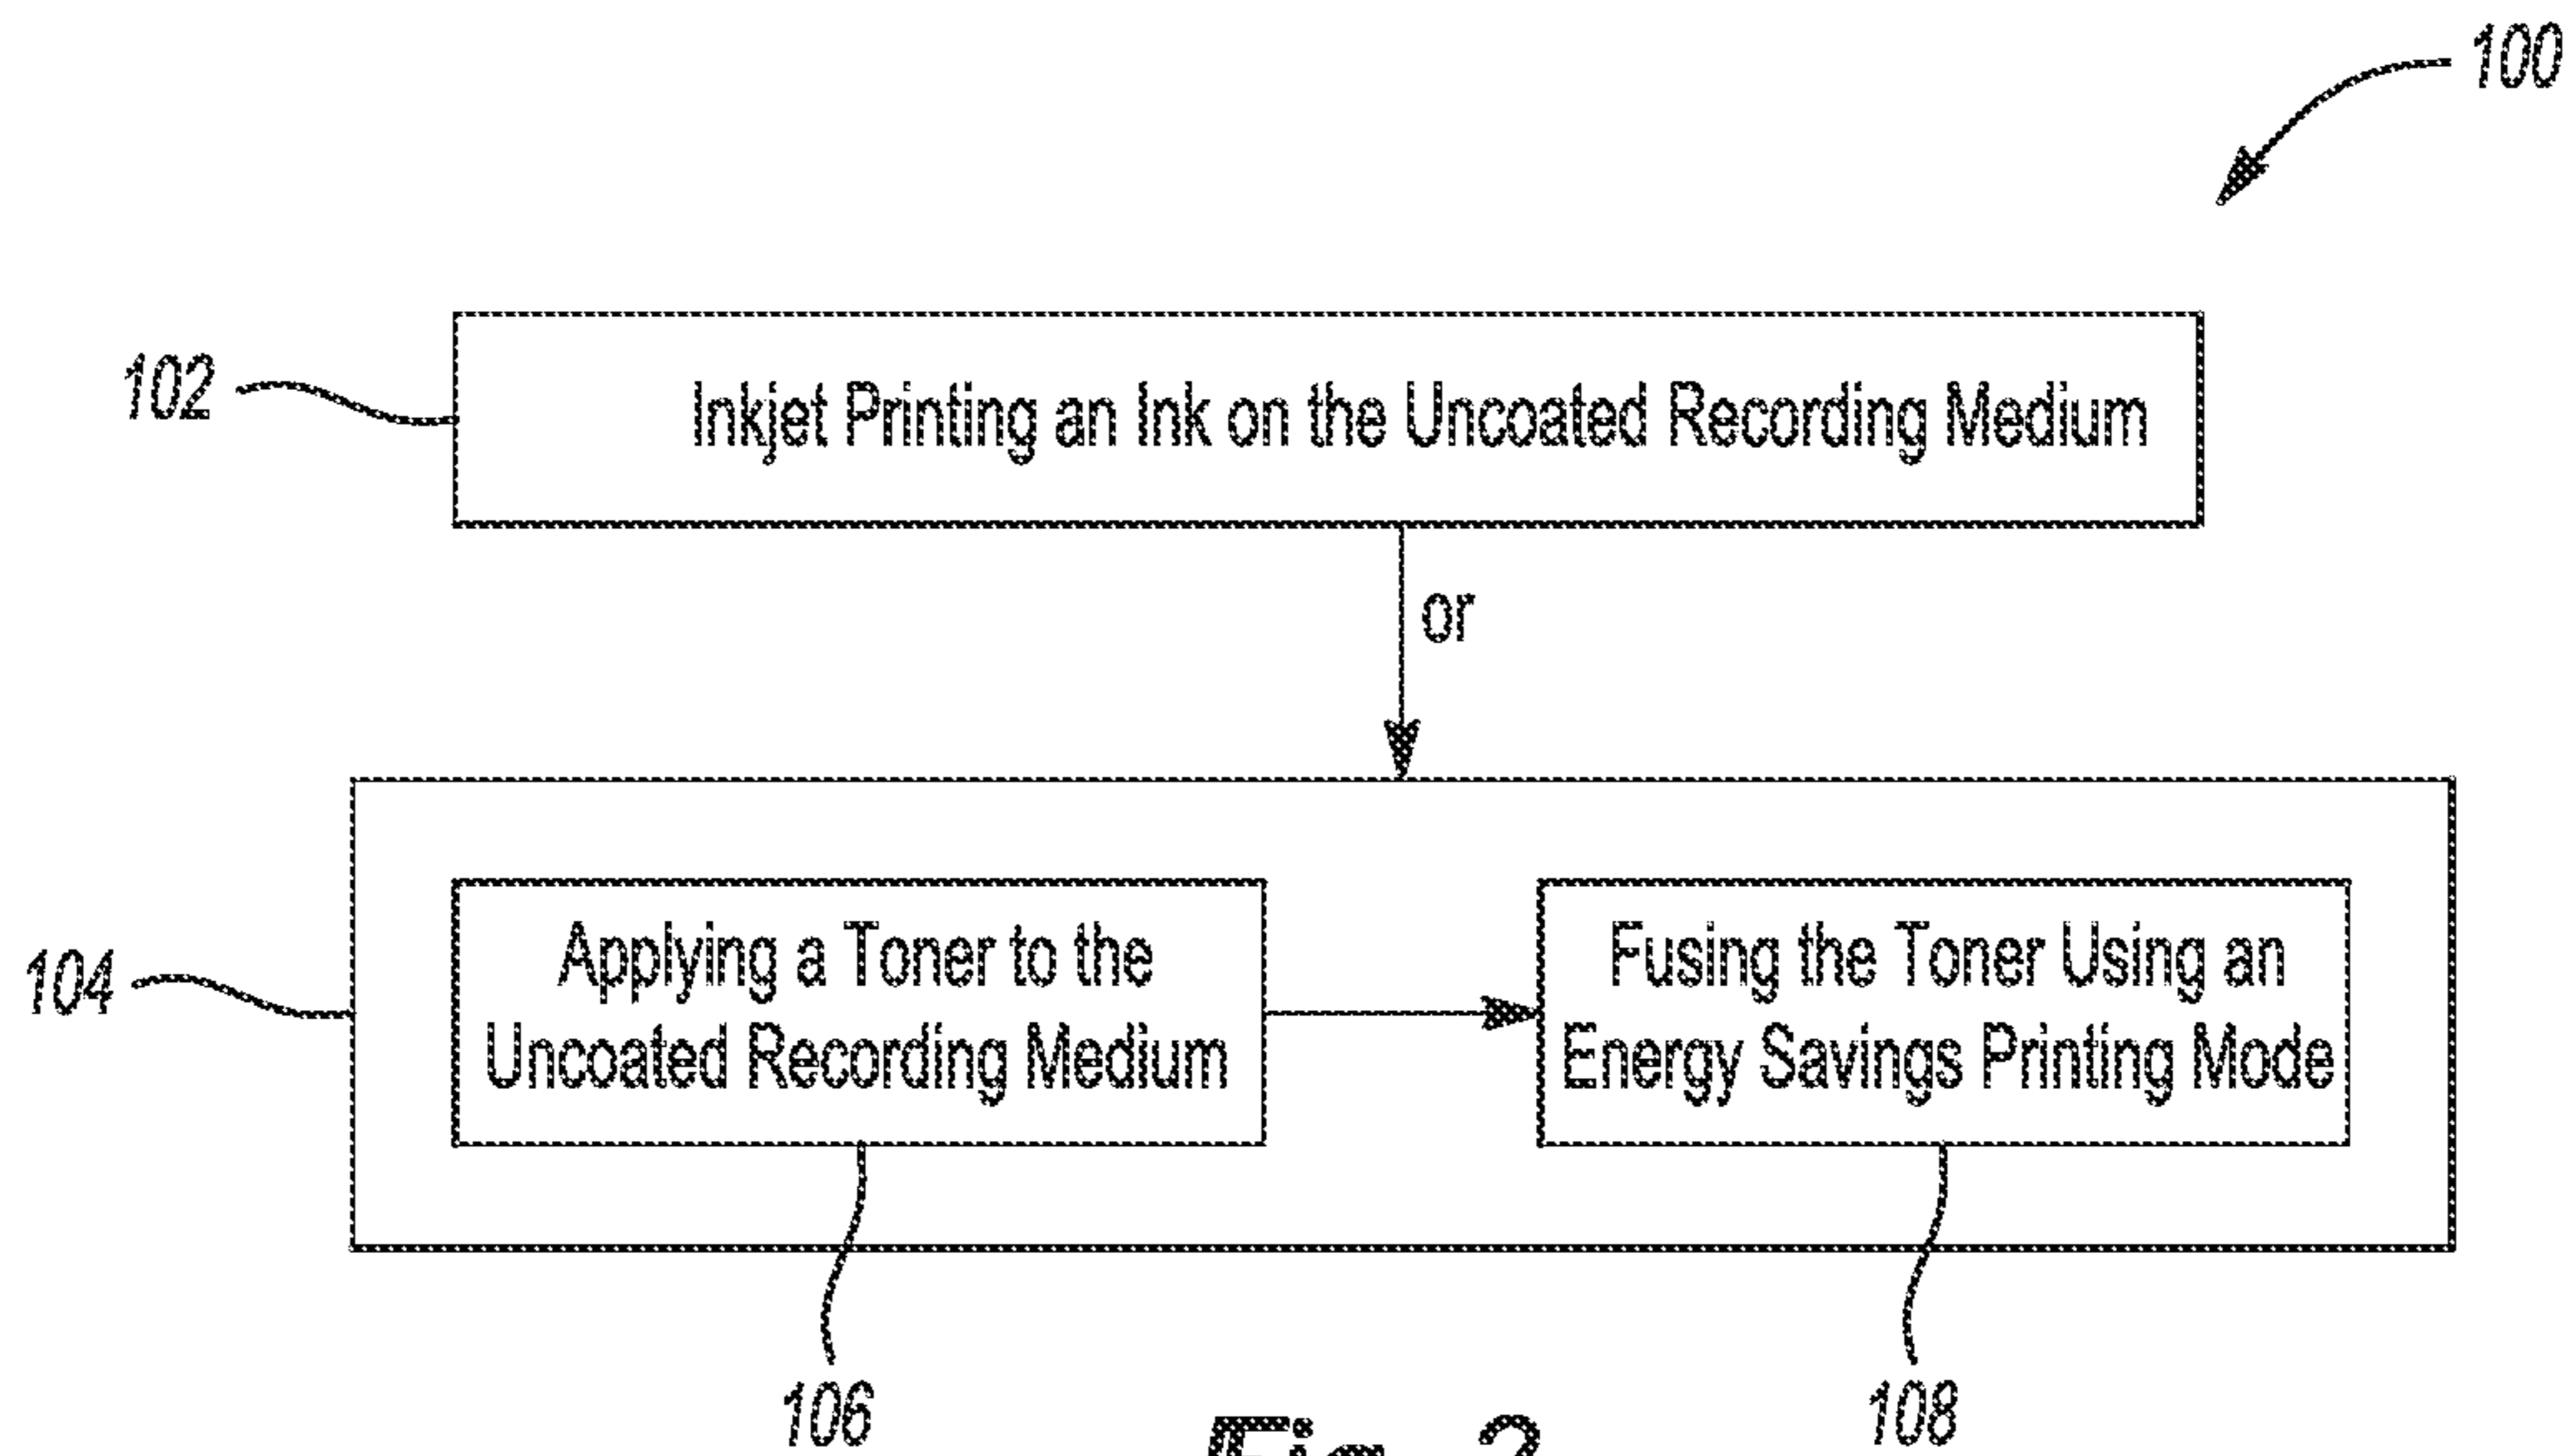 100
102
Inkjet Printing an Ink on the Uncoated Recording Medium
or
104
Applying a Toner to the
Uncoated Recording Medium
Fusing the Toner Using an
Energy Savings Printing Mode
106
108
Fig.